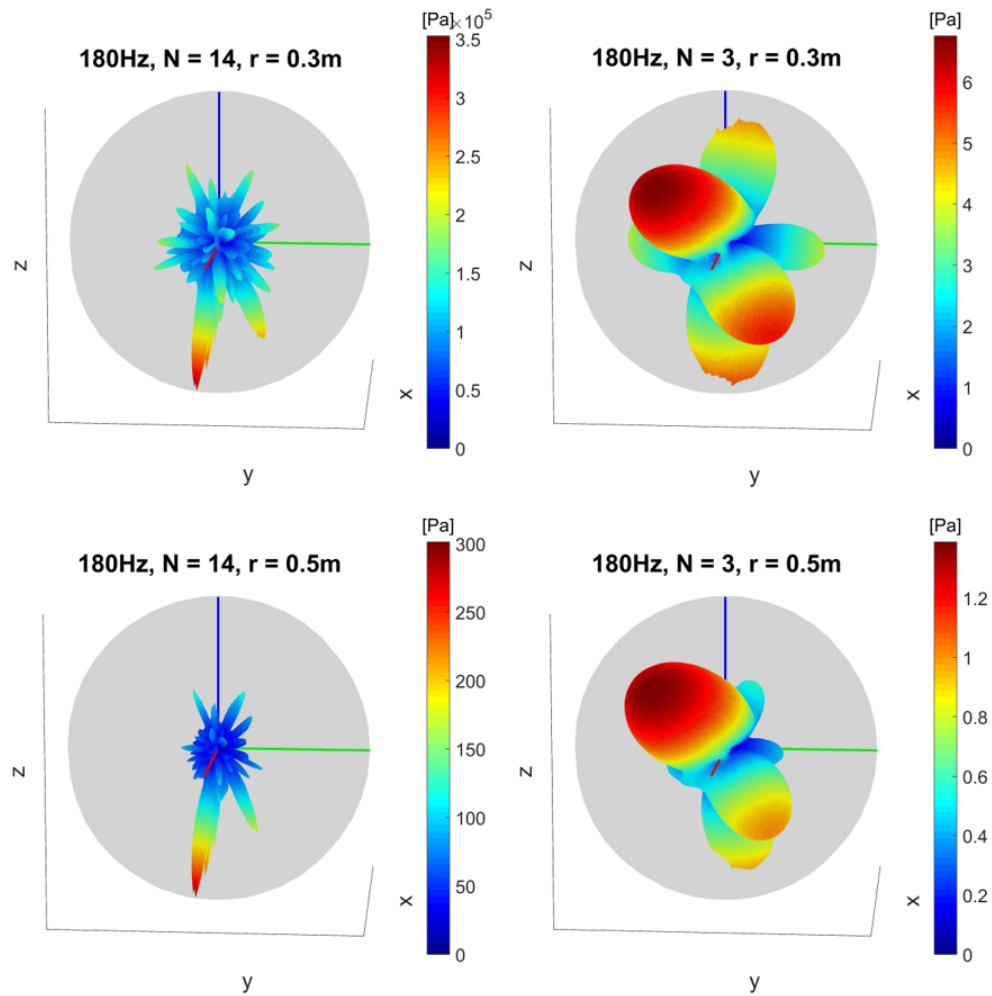 [Pa]×10⁵
180Hz, N = 14, r = 0.3m
3.5
3
2.5
2
1.5
1
0.5
0
z
x
y
[Pa]
180Hz, N = 3, r = 0.3m
6
5
4
3
2
1
0
z
x
y
[Pa]
180Hz, N = 14, r = 0.5m
300
250
200
150
100
50
0
z
x
y
[Pa]
180Hz, N = 3, r = 0.5m
1.2
1
0.8
0.6
0.4
0.2
0
z
x
y